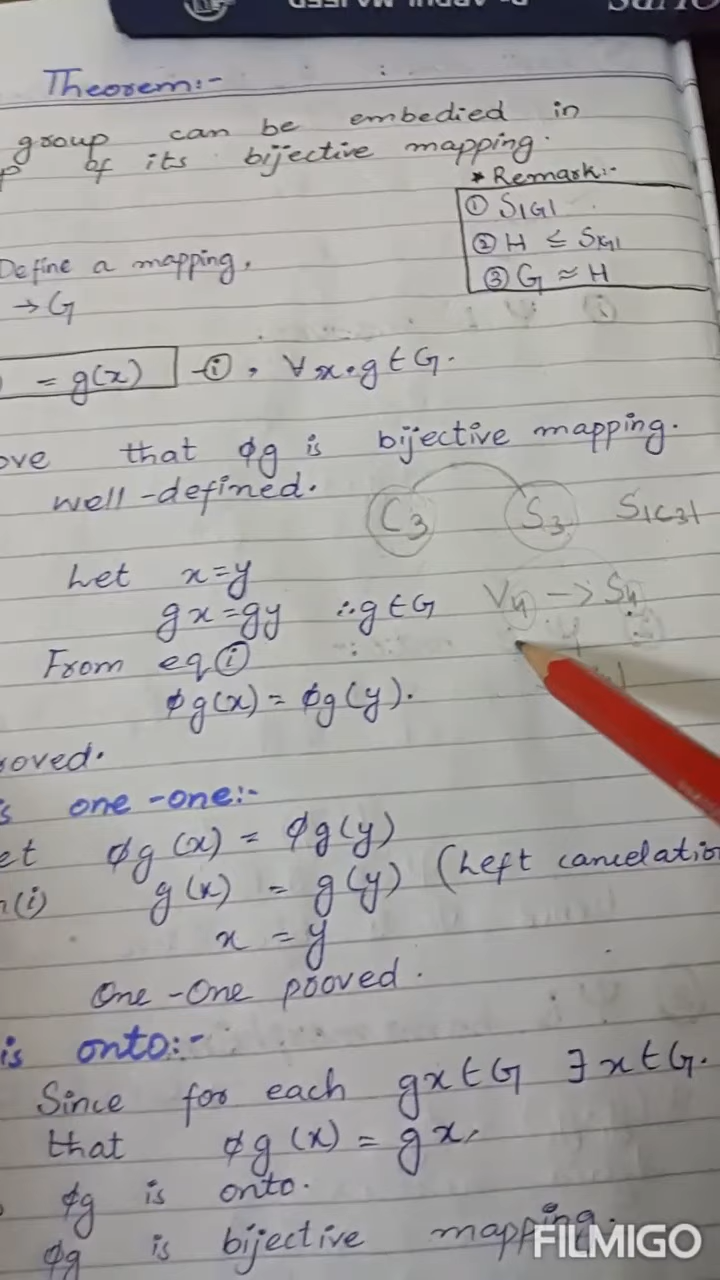 Theorem:-
group can be embedied in
of its bijective mapping.
* Remark:-
① S|G|
② H ≤ S|G|
③ G ≈ H
Define a mapping.
→ G
= g(x) -ⓘ, ∀ x, g ∈ G.
ove that ϕg is bijective mapping.
well-defined.
C3 S3 S|C3|
Let x = y
gx = gy ∴ g ∈ G V4 → S4
From eq ⓘ
ϕg(x) = ϕg(y).
oved.
s one-one:-
et ϕg(x) = ϕg(y)
n(i) g(x) = g(y) (Left cancelation
x = y
One-One pooved.
is onto:-
Since for each gx ∈ G ∃ x ∈ G.
that ϕg(x) = gx,
ϕg is onto.
ϕg is bijective mapping.
FILMIGO